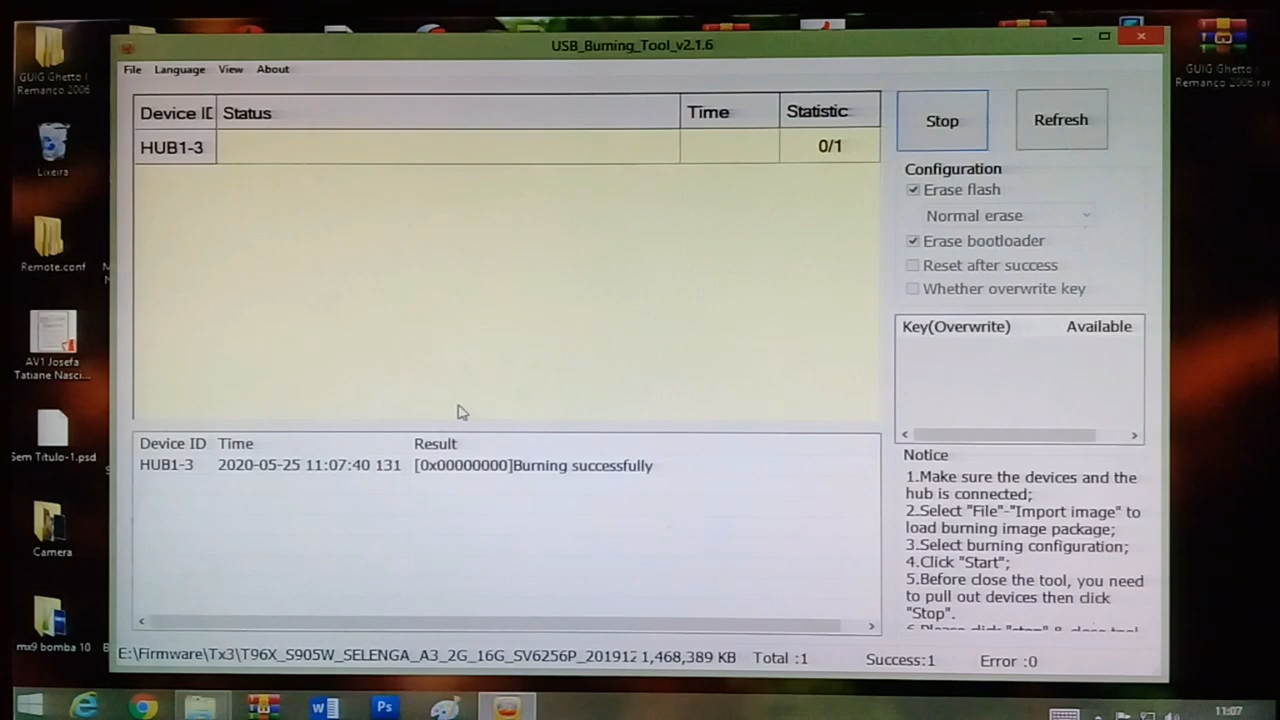 USB_Burning_Tool_v2.1.6
File Language View About
Device ID Status Time Statistic
HUB1-3 0/1
Stop Refresh
Configuration
Erase flash
Normal erase
Erase bootloader
Reset after success
Whether overwrite key
Key(Overwrite) Available
Device ID Time Result
HUB1-3 2020-05-25 11:07:40 131 [0x00000000]Burning successfully
Notice
1.Make sure the devices and the
hub is connected;
2.Select "File"-"Import image" to
load burning image package;
3.Select burning configuration;
4.Click "Start";
5.Before close the tool, you need
to pull out devices then click
"Stop".
E:\Firmware\Tx3\T96X_S905W_SELENGA_A3_2G_16G_SV6256P_201912 1,468,389 KB Total :1 Success:1 Error :0
GUIG Ghetto I
Remanço 2006
Lixeira
Remote.conf
AV1 Josefa
Tatiane Nasci...
Sem Título-1.psd
Camera
mx9 bomba 10
GUIG Ghetto I
Remanço 2006.rar
11:07